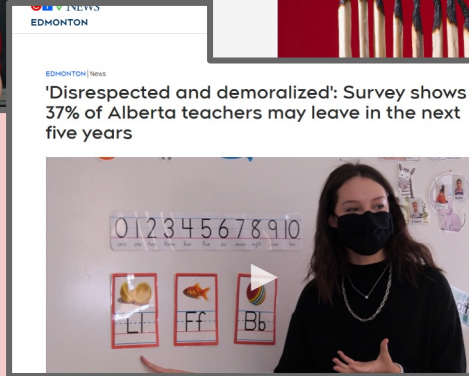 NEWS
EDMONTON
EDMONTON | News
'Disrespected and demoralized': Survey shows
37% of Alberta teachers may leave in the next
five years
0 1 2 3 4 5 6 7 8 9 10
Ll Ff Bb